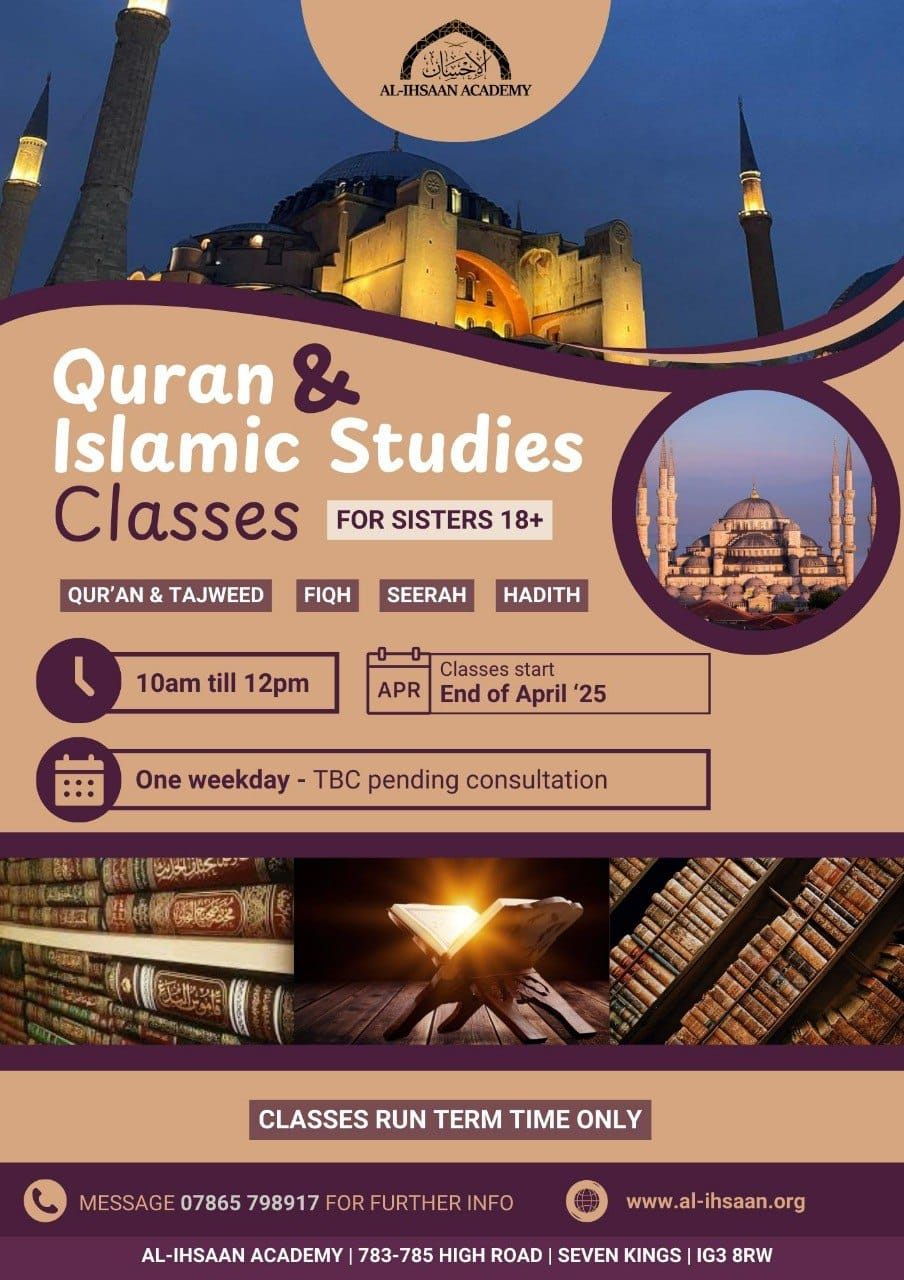 الإحسان
AL-IHSAAN ACADEMY
Quran &
Islamic Studies
Classes
FOR SISTERS 18+
QUR’AN & TAJWEED FIQH SEERAH HADITH
10am till 12pm
APR
Classes start
End of April ‘25
One weekday - TBC pending consultation
CLASSES RUN TERM TIME ONLY
MESSAGE 07865 798917 FOR FURTHER INFO
www.al-ihsaan.org
AL-IHSAAN ACADEMY | 783-785 HIGH ROAD | SEVEN KINGS | IG3 8RW